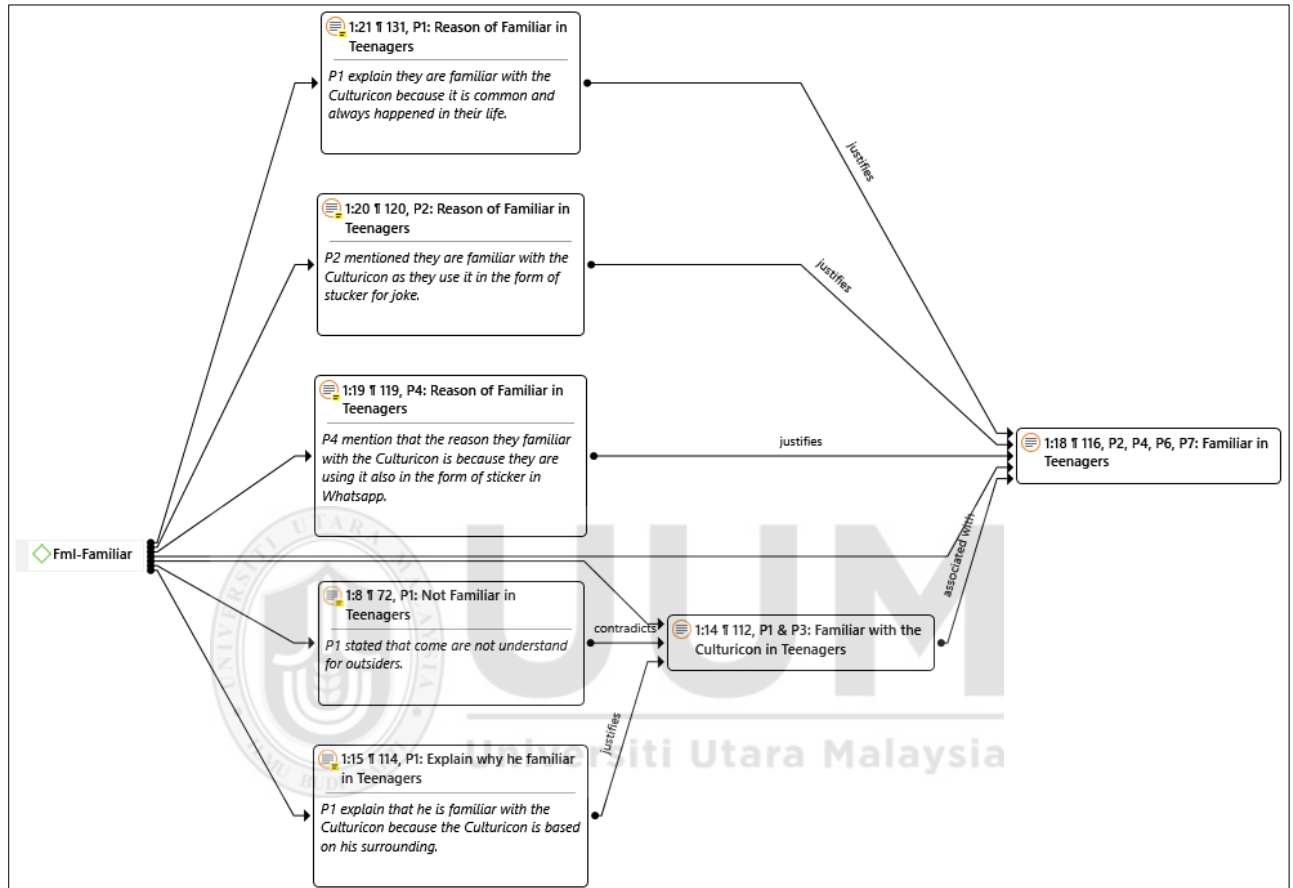 1:21 ¶ 131, P1: Reason of Familiar in
Teenagers
P1 explain they are familiar with the
Culturicon because it is common and
always happened in their life.
justifies
1:20 ¶ 120, P2: Reason of Familiar in
Teenagers
P2 mentioned they are familiar with the
Culturicon as they use it in the form of
stucker for joke.
justifies
1:19 ¶ 119, P4: Reason of Familiar in
Teenagers
P4 mention that the reason they familiar
with the Culturicon is because they are
using it also in the form of sticker in
Whatsapp.
justifies
1:18 ¶ 116, P2, P4, P6, P7: Familiar in
Teenagers
Fml-Familiar
associated with
1:8 ¶ 72, P1: Not Familiar in
Teenagers
P1 stated that come are not understand
for outsiders.
contradicts
1:14 ¶ 112, P1 & P3: Familiar with the
Culturicon in Teenagers
justifies
1:15 ¶ 114, P1: Explain why he familiar
in Teenagers
P1 explain that he is familiar with the
Culturicon because the Culturicon is based
on his surrounding.
UUM
Universiti Utara Malaysia
UNIVERSITI UTARA MALAYSIA